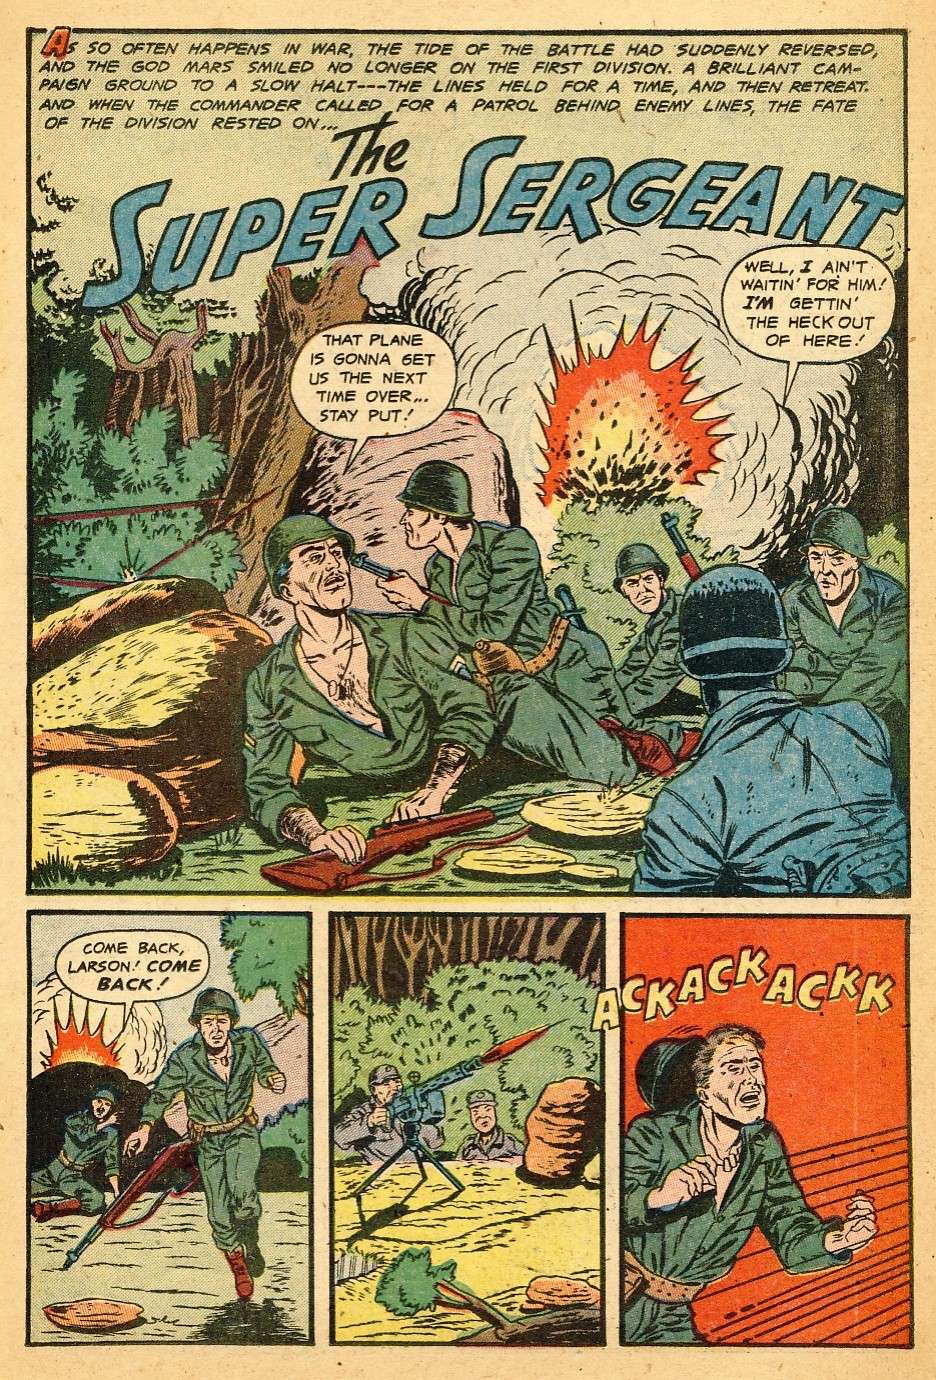 AS SO OFTEN HAPPENS IN WAR, THE TIDE OF THE BATTLE HAD SUDDENLY REVERSED,
AND THE GOD MARS SMILED NO LONGER ON THE FIRST DIVISION. A BRILLIANT CAM-
PAIGN GROUND TO A SLOW HALT---THE LINES HELD FOR A TIME, AND THEN RETREAT.
AND WHEN THE COMMANDER CALLED FOR A PATROL BEHIND ENEMY LINES, THE FATE
OF THE DIVISION RESTED ON...
The
SUPER SERGEANT
THAT PLANE
IS GONNA GET
US THE NEXT
TIME OVER...
STAY PUT!
WELL, I AIN'T
WAITIN' FOR HIM!
I'M GETTIN'
THE HECK OUT
OF HERE!
COME BACK,
LARSON! COME
BACK!
ACKACKACKK